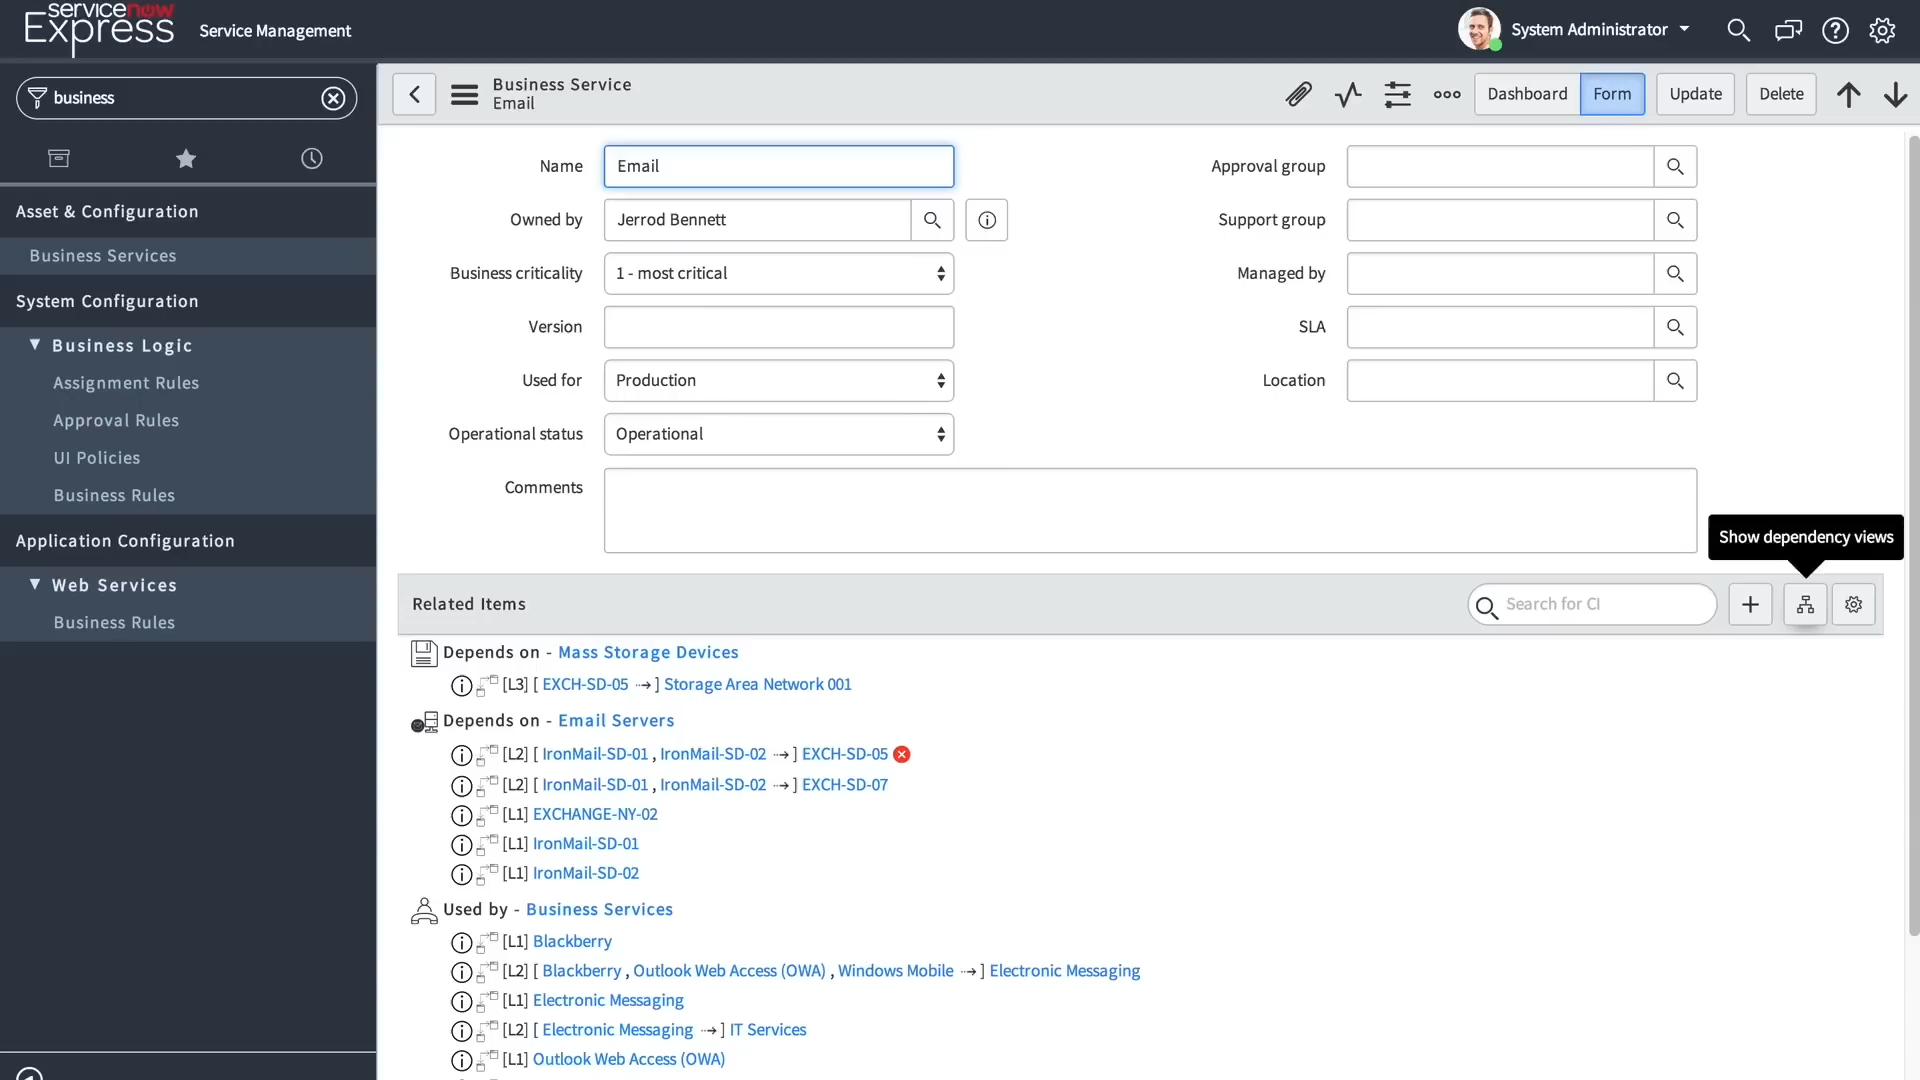 servicenow
Express
Service Management
System Administrator
business
Business Service
Email
Dashboard
Form
Update
Delete
Asset & Configuration
Business Services
System Configuration
Business Logic
Assignment Rules
Approval Rules
UI Policies
Business Rules
Application Configuration
Web Services
Business Rules
Name
Email
Owned by
Jerrod Bennett
Business criticality
1 - most critical
Version
Used for
Production
Operational status
Operational
Comments
Approval group
Support group
Managed by
SLA
Location
Show dependency views
Related Items
Search for CI
Depends on - Mass Storage Devices
[L3] [ EXCH-SD-05 ⇢ ] Storage Area Network 001
Depends on - Email Servers
[L2] [ IronMail-SD-01 , IronMail-SD-02 ⇢ ] EXCH-SD-05
[L2] [ IronMail-SD-01 , IronMail-SD-02 ⇢ ] EXCH-SD-07
[L1] EXCHANGE-NY-02
[L1] IronMail-SD-01
[L1] IronMail-SD-02
Used by - Business Services
[L1] Blackberry
[L2] [ Blackberry , Outlook Web Access (OWA) , Windows Mobile ⇢ ] Electronic Messaging
[L1] Electronic Messaging
[L2] [ Electronic Messaging ⇢ ] IT Services
[L1] Outlook Web Access (OWA)